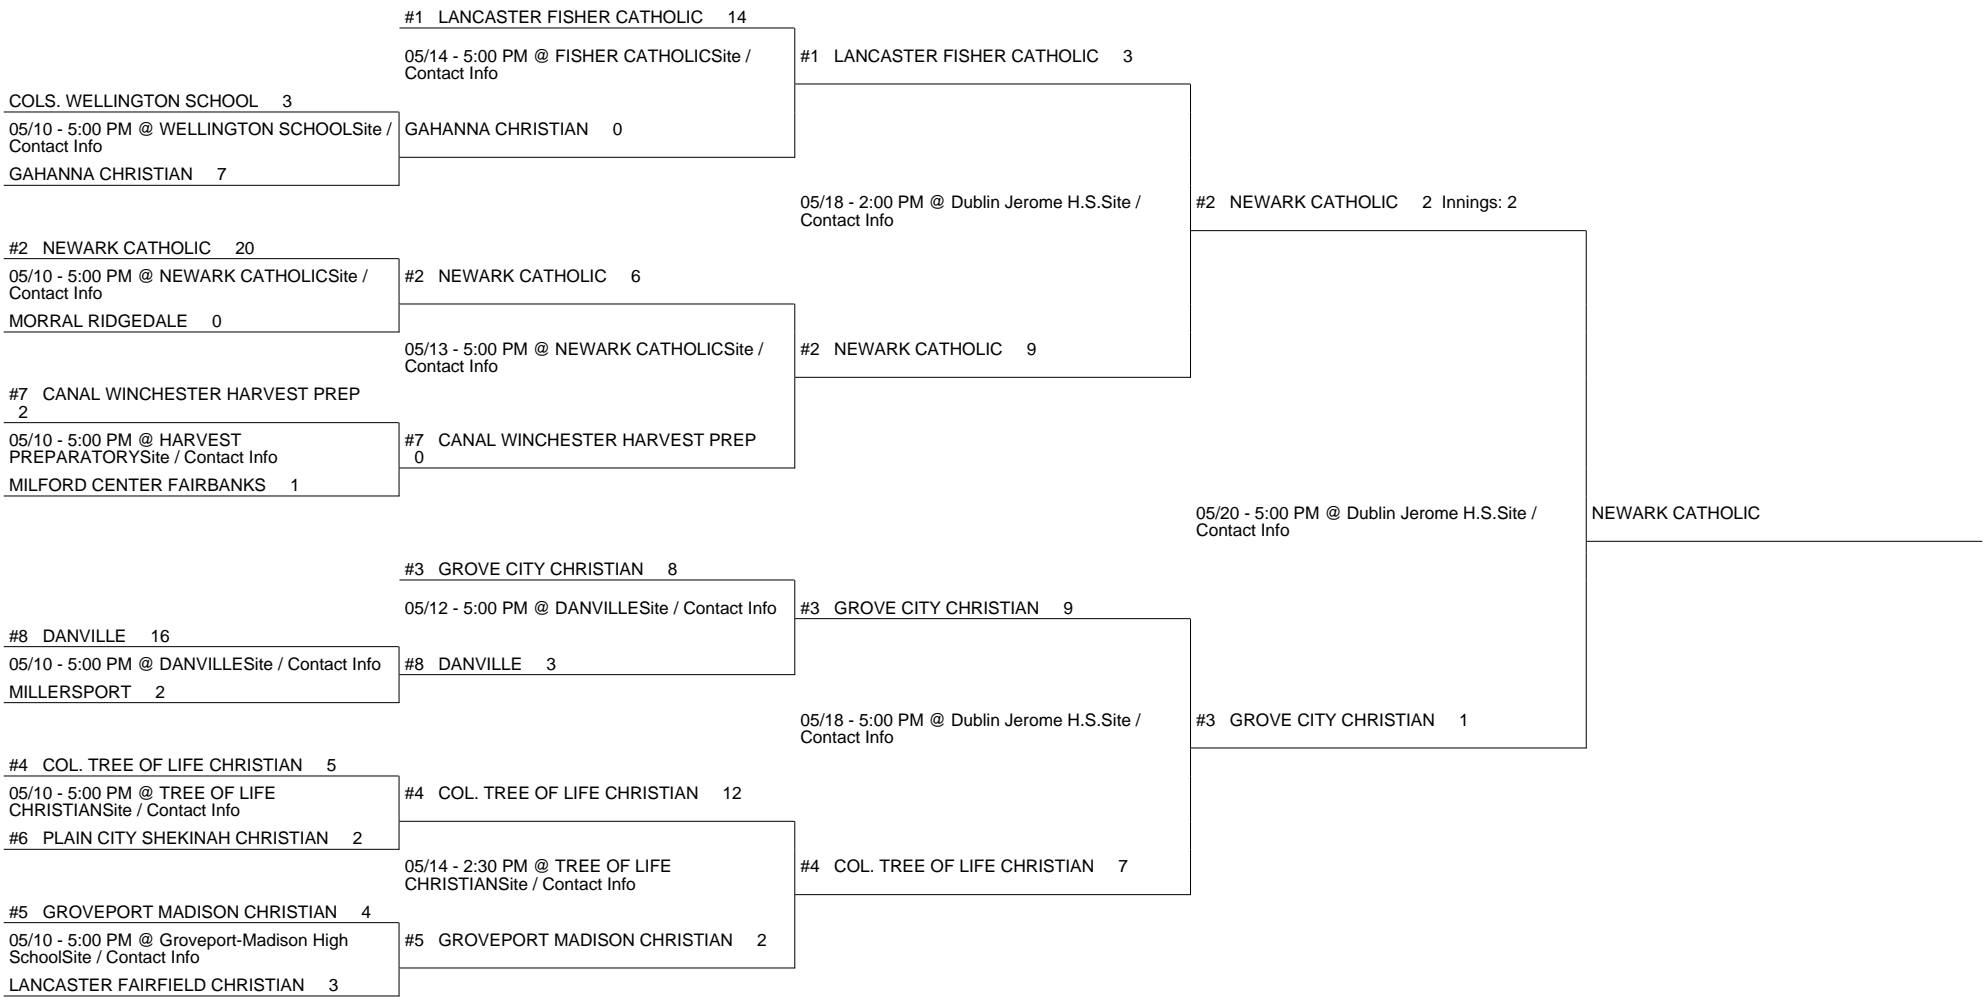 #1 LANCASTER FISHER CATHOLIC 14
05/14 - 5:00 PM @ FISHER CATHOLICSite /
Contact Info
#1 LANCASTER FISHER CATHOLIC 3
COLS. WELLINGTON SCHOOL 3
05/10 - 5:00 PM @ WELLINGTON SCHOOLSite /
Contact Info
GAHANNA CHRISTIAN 0
GAHANNA CHRISTIAN 7
05/18 - 2:00 PM @ Dublin Jerome H.S.Site /
Contact Info
#2 NEWARK CATHOLIC 2 Innings: 2
#2 NEWARK CATHOLIC 20
05/10 - 5:00 PM @ NEWARK CATHOLICSite /
Contact Info
#2 NEWARK CATHOLIC 6
MORRAL RIDGEDALE 0
05/13 - 5:00 PM @ NEWARK CATHOLICSite /
Contact Info
#2 NEWARK CATHOLIC 9
#7 CANAL WINCHESTER HARVEST PREP
2
05/10 - 5:00 PM @ HARVEST
PREPARATORYSite / Contact Info
#7 CANAL WINCHESTER HARVEST PREP
0
MILFORD CENTER FAIRBANKS 1
05/20 - 5:00 PM @ Dublin Jerome H.S.Site /
Contact Info
NEWARK CATHOLIC
#3 GROVE CITY CHRISTIAN 8
05/12 - 5:00 PM @ DANVILLESite / Contact Info
#3 GROVE CITY CHRISTIAN 9
#8 DANVILLE 16
05/10 - 5:00 PM @ DANVILLESite / Contact Info
#8 DANVILLE 3
MILLERSPORT 2
05/18 - 5:00 PM @ Dublin Jerome H.S.Site /
Contact Info
#3 GROVE CITY CHRISTIAN 1
#4 COL. TREE OF LIFE CHRISTIAN 5
05/10 - 5:00 PM @ TREE OF LIFE
CHRISTIANSite / Contact Info
#4 COL. TREE OF LIFE CHRISTIAN 12
#6 PLAIN CITY SHEKINAH CHRISTIAN 2
05/14 - 2:30 PM @ TREE OF LIFE
CHRISTIANSite / Contact Info
#4 COL. TREE OF LIFE CHRISTIAN 7
#5 GROVEPORT MADISON CHRISTIAN 4
05/10 - 5:00 PM @ Groveport-Madison High
SchoolSite / Contact Info
#5 GROVEPORT MADISON CHRISTIAN 2
LANCASTER FAIRFIELD CHRISTIAN 3